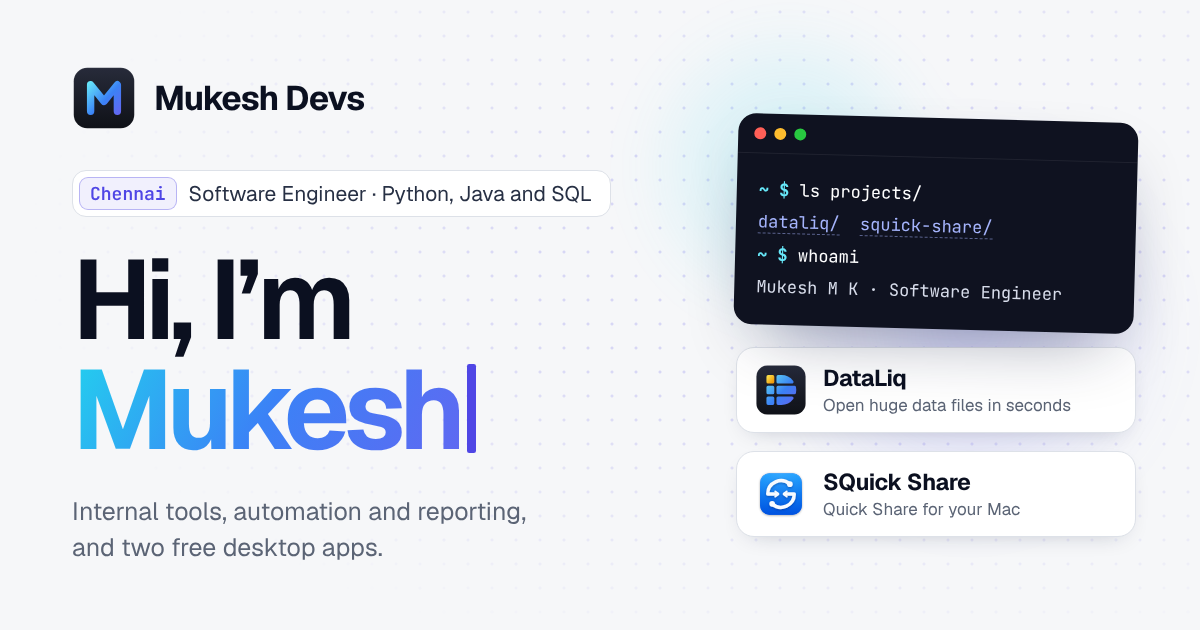 Mukesh Devs
Chennai Software Engineer · Python, Java and SQL
Hi, I’m
Mukesh
Internal tools, automation and reporting,
and two free desktop apps.
~ $ ls projects/
dataliq/ squick-share/
~ $ whoami
Mukesh M K · Software Engineer
DataLiq
Open huge data files in seconds
SQuick Share
Quick Share for your Mac